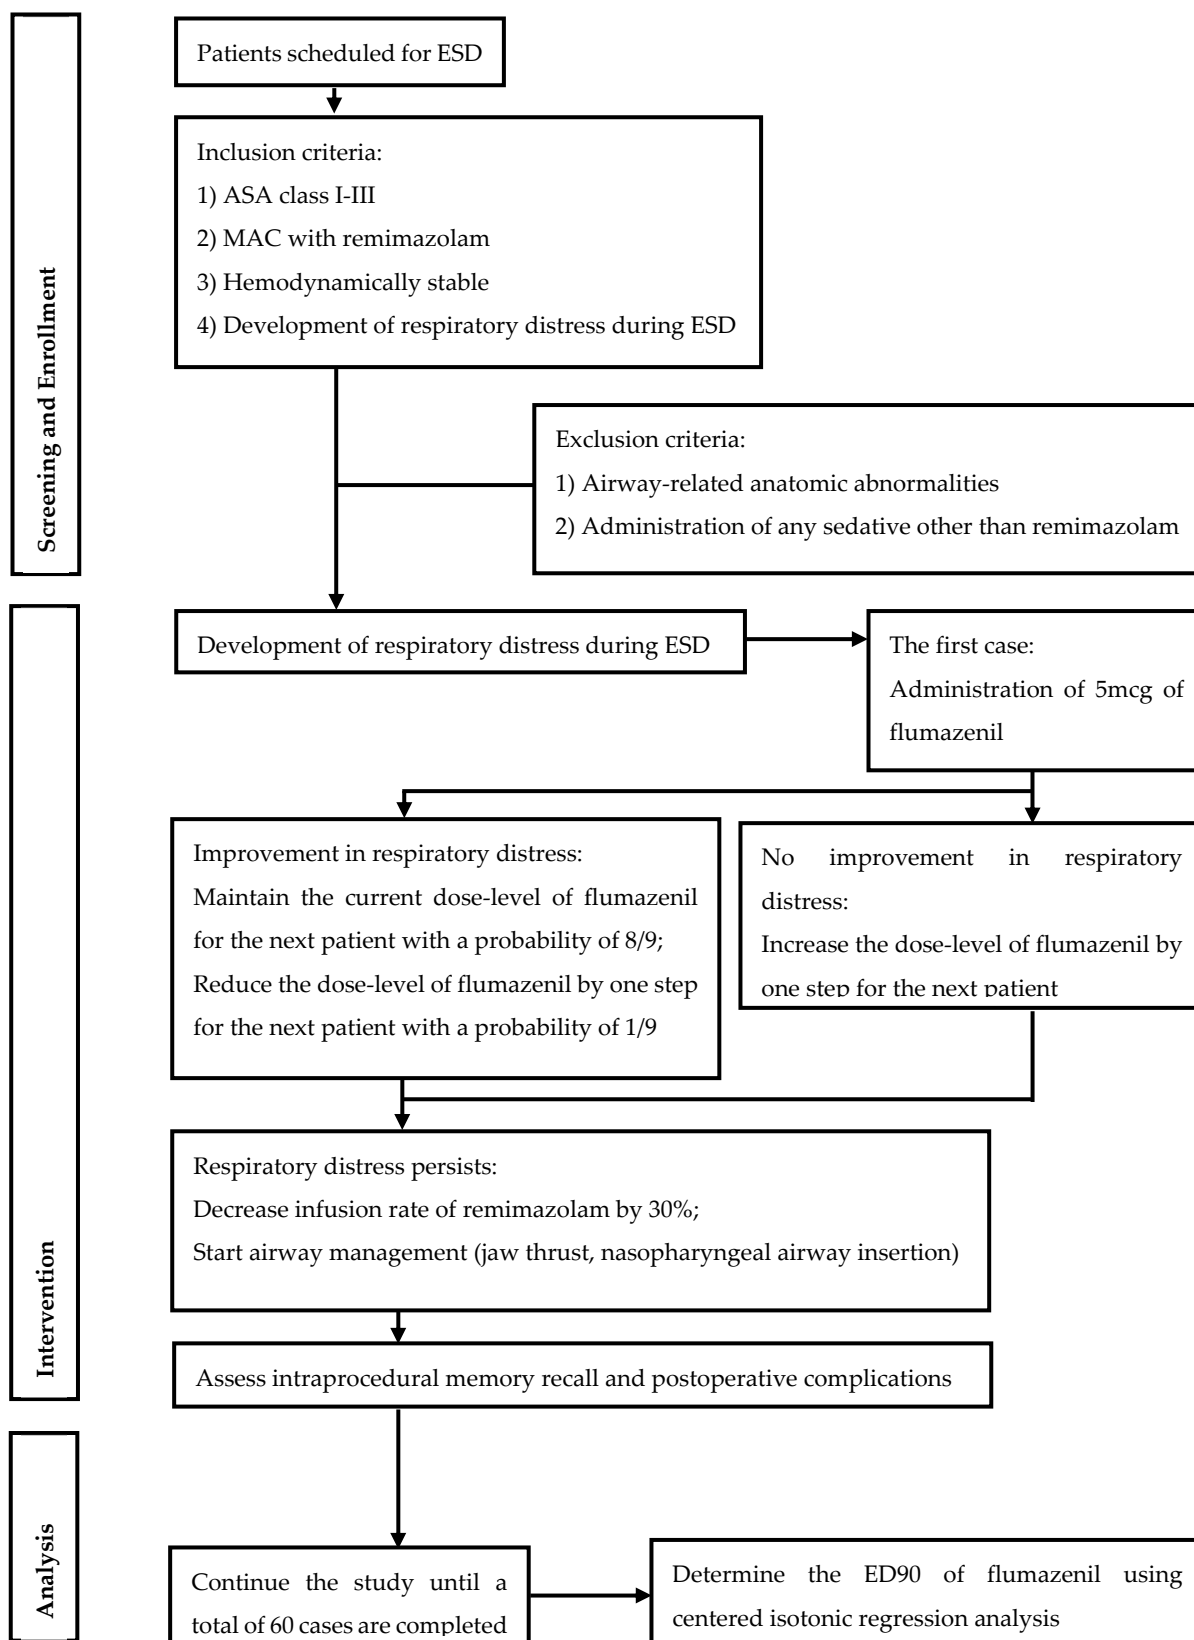 Screening and Enrollment
Patients scheduled for ESD
Inclusion criteria:
1) ASA class I-III
2) MAC with remimazolam
3) Hemodynamically stable
4) Development of respiratory distress during ESD
Exclusion criteria:
1) Airway-related anatomic abnormalities
2) Administration of any sedative other than remimazolam
Intervention
Development of respiratory distress during ESD
The first case:
Administration of 5mcg of
flumazenil
Improvement in respiratory distress:
Maintain the current dose-level of flumazenil
for the next patient with a probability of 8/9;
Reduce the dose-level of flumazenil by one step
for the next patient with a probability of 1/9
No improvement in respiratory
distress:
Increase the dose-level of flumazenil by
one step for the next patient
Respiratory distress persists:
Decrease infusion rate of remimazolam by 30%;
Start airway management (jaw thrust, nasopharyngeal airway insertion)
Assess intraprocedural memory recall and postoperative complications
Analysis
Continue the study until a
total of 60 cases are completed
Determine the ED90 of flumazenil using
centered isotonic regression analysis